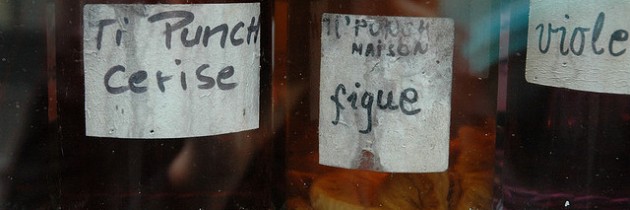 Ti Punch
cerise
Ti'PUNCH
MAISON
figue
viole